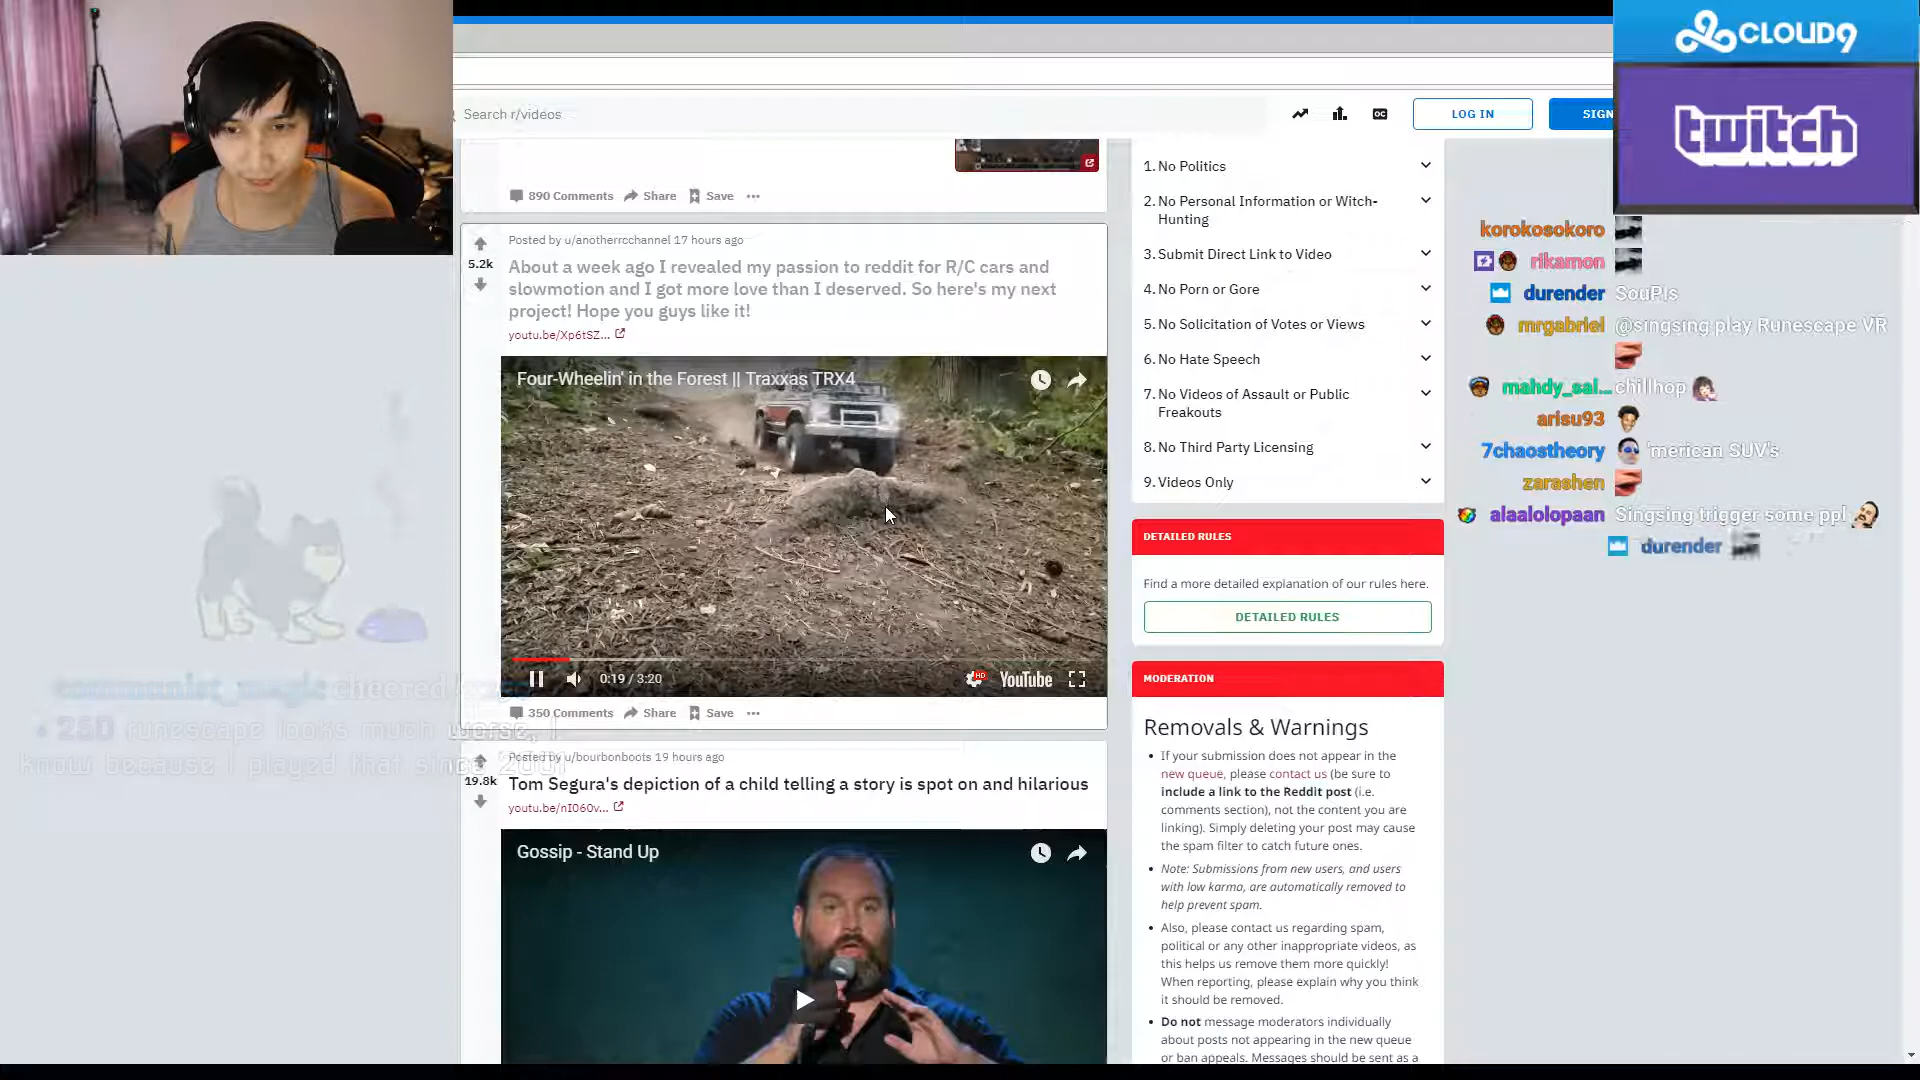 CLOUD9
twitch
Search r/videos
LOG IN
SIGN
890 Comments
Share
Save
Posted by u/anotherrcchannel 17 hours ago
5.2k
About a week ago I revealed my passion to reddit for R/C cars and
slowmotion and I got more love than I deserved. So here's my next
project! Hope you guys like it!
youtu.be/Xp6tSZ...
Four-Wheelin' in the Forest || Traxxas TRX4
0:19 / 3:20
HD
YouTube
350 Comments
Share
Save
Posted by u/bourbonboots 19 hours ago
19.8k
Tom Segura's depiction of a child telling a story is spot on and hilarious
youtu.be/nI060v...
Gossip - Stand Up
cheered
250 runescape looks much worse, I
know because I played that since 2001
1. No Politics
2. No Personal Information or Witch-
Hunting
3. Submit Direct Link to Video
4. No Porn or Gore
5. No Solicitation of Votes or Views
6. No Hate Speech
7. No Videos of Assault or Public
Freakouts
8. No Third Party Licensing
9. Videos Only
DETAILED RULES
Find a more detailed explanation of our rules here.
DETAILED RULES
MODERATION
Removals & Warnings
If your submission does not appear in the
new queue, please contact us (be sure to
include a link to the Reddit post (i.e.
comments section), not the content you are
linking). Simply deleting your post may cause
the spam filter to catch future ones.
Note: Submissions from new users, and users
with low karma, are automatically removed to
help prevent spam.
Also, please contact us regarding spam,
political or any other inappropriate videos, as
this helps us remove them more quickly!
When reporting, please explain why you think
it should be removed.
Do not message moderators individually
about posts not appearing in the new queue
or ban appeals. Messages should be sent as a
korokosokoro
rikamon
durender SouP!s
mrgabriel @singsing play Runescape VR
mahdy_sal... chillhop
arisu93
7chaostheory 'merican SUV's
zarashen
alaalolopaan Singsing trigger some ppl
durender